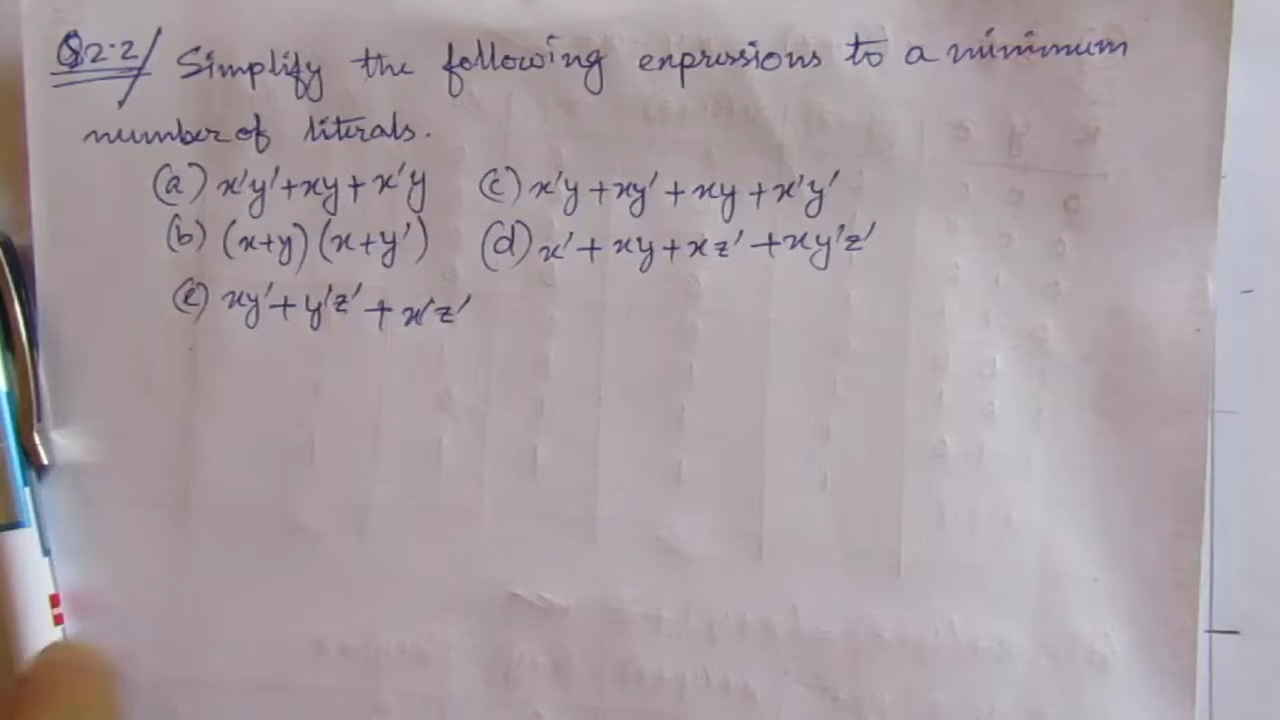 Q2.2/ Simplify the following expressions to a minimum
number of literals.
(a) x'y'+xy+x'y (c) x'y+xy'+xy+x'y'
(b) (x+y)(x+y') (d) x'+xy+xz'+xy'z'
(e) xy'+y'z'+x'z'